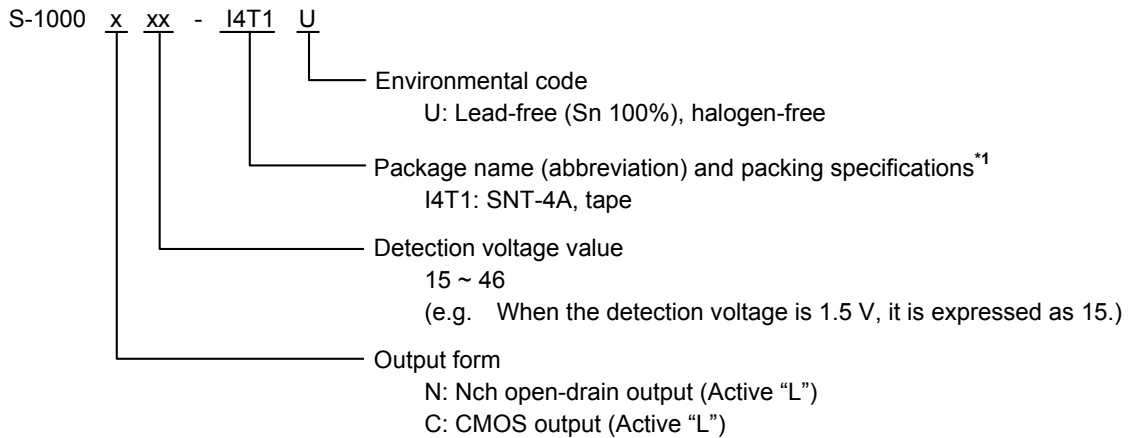 S-1000 x xx - I4T1 U
Environmental code
U: Lead-free (Sn 100%), halogen-free
Package name (abbreviation) and packing specifications*1
I4T1: SNT-4A, tape
Detection voltage value
15 ~ 46
(e.g. When the detection voltage is 1.5 V, it is expressed as 15.)
Output form
N: Nch open-drain output (Active “L”)
C: CMOS output (Active “L”)